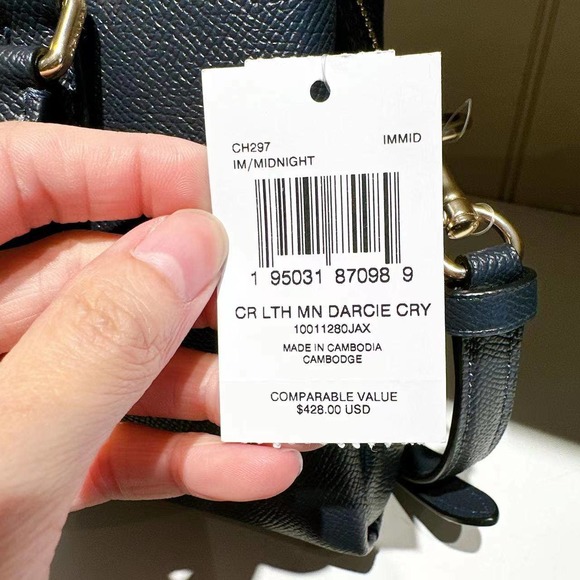 CH297 IMMID
IM/MIDNIGHT
1 95031 87098 9
CR LTH MN DARCIE CRY
10011280JAX
MADE IN CAMBODIA
CAMBODGE
COMPARABLE VALUE
$428.00 USD